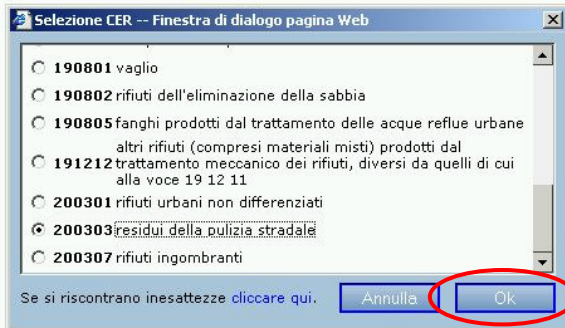 Selezione CER -- Finestra di dialogo pagina Web
190801 vaglio
190802 rifiuti dell'eliminazione della sabbia
190805 fanghi prodotti dal trattamento delle acque reflue urbane
altri rifiuti (compresi materiali misti) prodotti dal
191212 trattamento meccanico dei rifiuti, diversi da quelli di cui
alla voce 19 12 11
200301 rifiuti urbani non differenziati
200303 residui della pulizia stradale
200307 rifiuti ingombranti
Se si riscontrano inesattezze cliccare qui. Annulla Ok